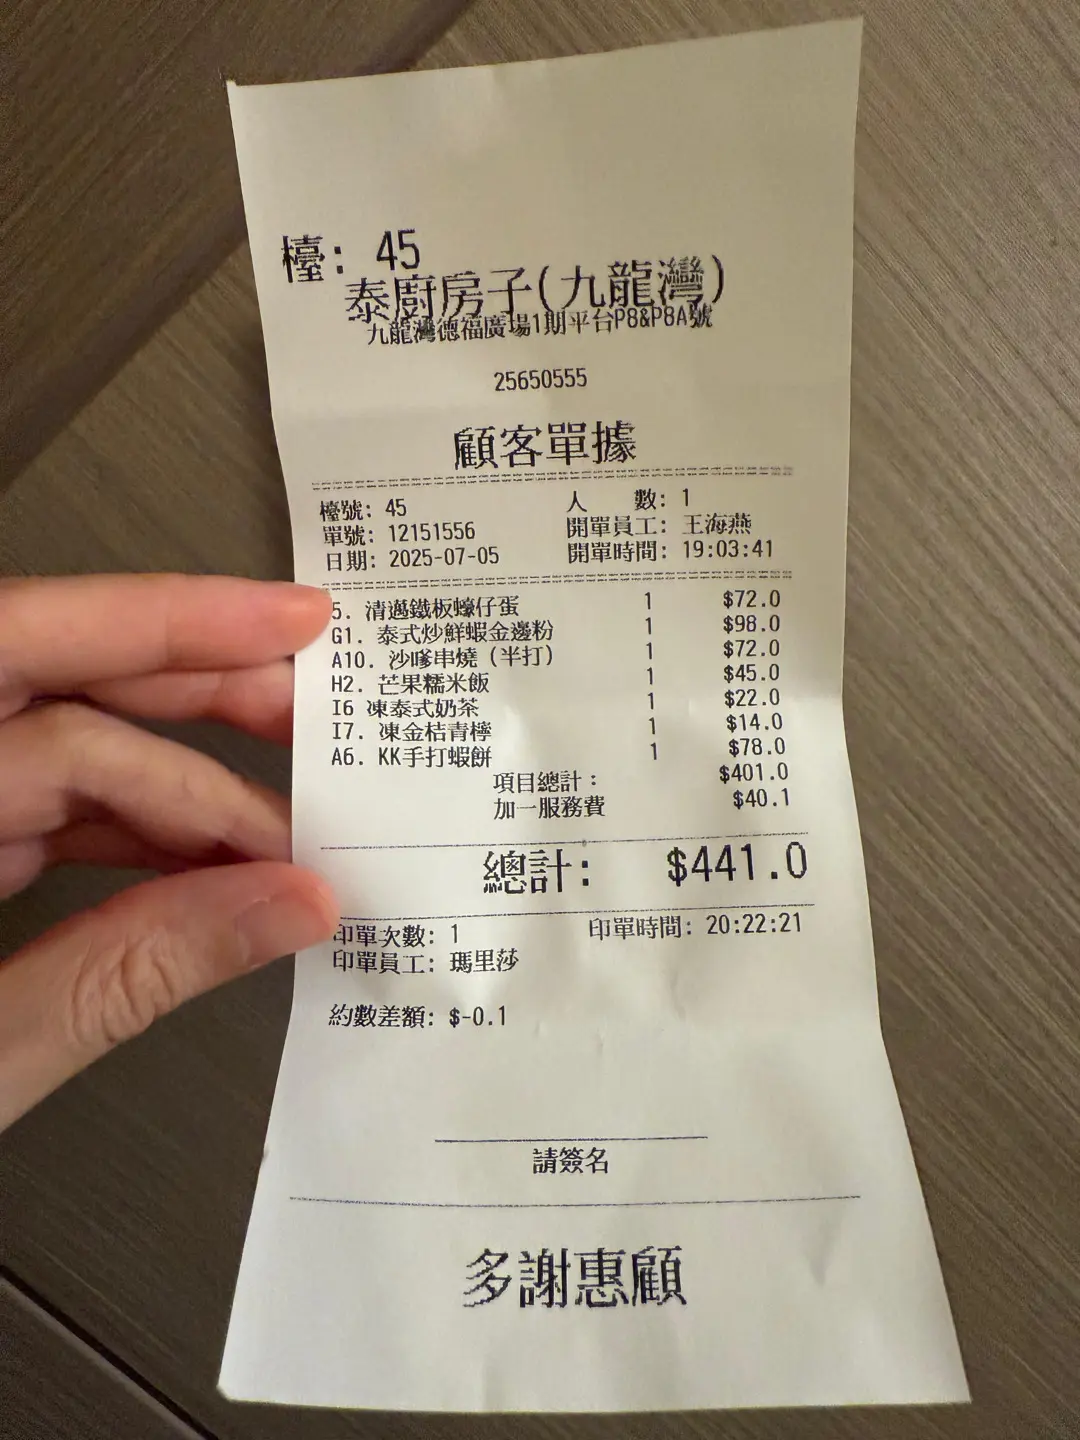 檯: 45
泰廚房子(九龍灣)
九龍灣德福廣場1期平台P8&P8A號
25650555
顧客單據
檯號: 45 人 數: 1
單號: 12151556 開單員工: 王海燕
日期: 2025-07-05 開單時間: 19:03:41
5. 清邁鐵板蠔仔蛋 1 $72.0
G1. 泰式炒鮮蝦金邊粉 1 $98.0
A10. 沙嗲串燒（半打） 1 $72.0
H2. 芒果糯米飯 1 $45.0
I6 凍泰式奶茶 1 $22.0
I7. 凍金桔青檸 1 $14.0
A6. KK手打蝦餅 1 $78.0
項目總計： $401.0
加一服務費 $40.1
總計: $441.0
印單次數: 1 印單時間: 20:22:21
印單員工: 瑪里莎
約數差額: $-0.1
請簽名
多謝惠顧